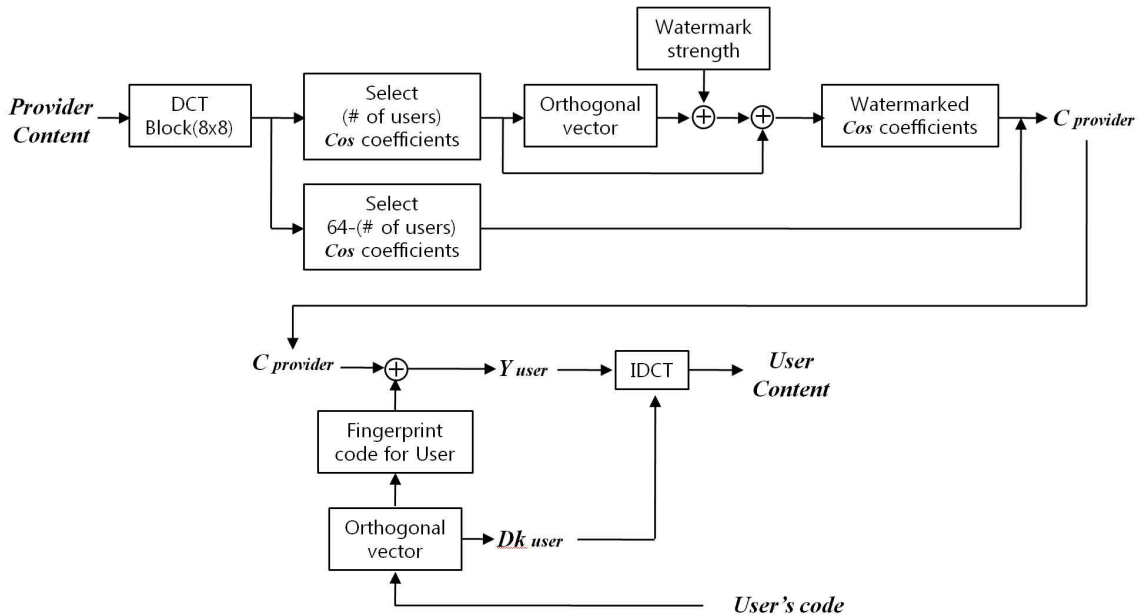 Watermark
strength
Provider
Content
DCT
Block(8x8)
Select
(# of users)
Cos coefficients
Orthogonal
vector
Watermarked
Cos coefficients
C provider
Select
64-(# of users)
Cos coefficients
C provider
Y user
IDCT
User
Content
Fingerprint
code for User
Orthogonal
vector
Dk user
User's code